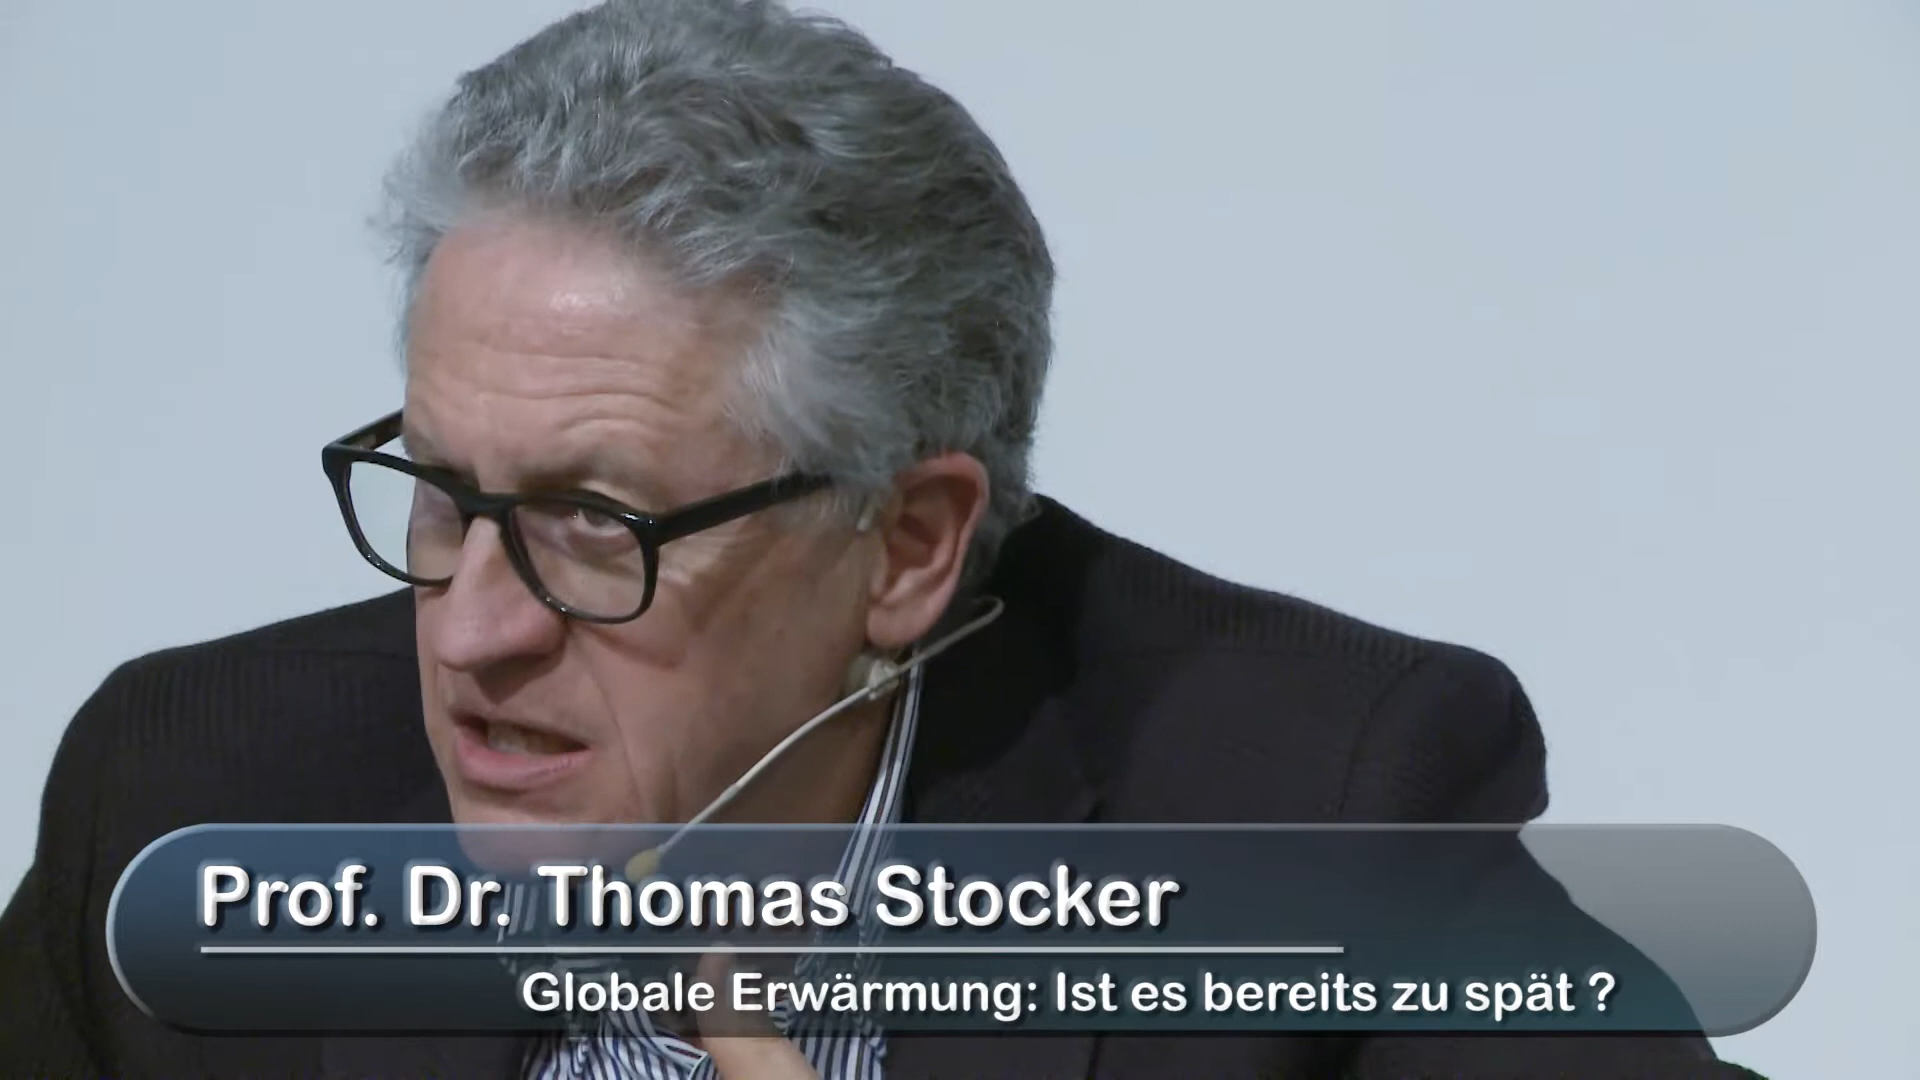 Prof. Dr. Thomas Stocker
Globale Erwärmung: Ist es bereits zu spät ?